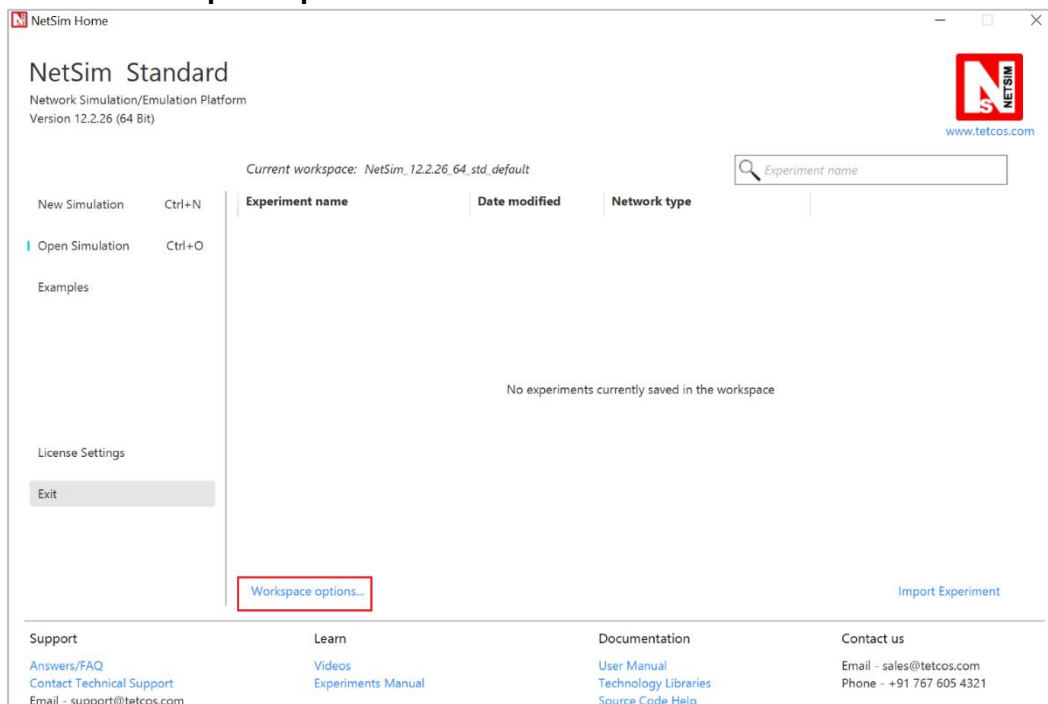 NetSim Home
NetSim Standard
Network Simulation/Emulation Platform
Version 12.2.26 (64 Bit)
NETSIM
www.tetcos.com
Current workspace: NetSim_12.2.26_64_std_default
Experiment name
New Simulation Ctrl+N
Open Simulation Ctrl+O
Examples
License Settings
Exit
Experiment name Date modified Network type
No experiments currently saved in the workspace
Workspace options...
Import Experiment
Support
Answers/FAQ
Contact Technical Support
Email - support@tetcos.com
Learn
Videos
Experiments Manual
Documentation
User Manual
Technology Libraries
Source Code Help
Contact us
Email - sales@tetcos.com
Phone - +91 767 605 4321